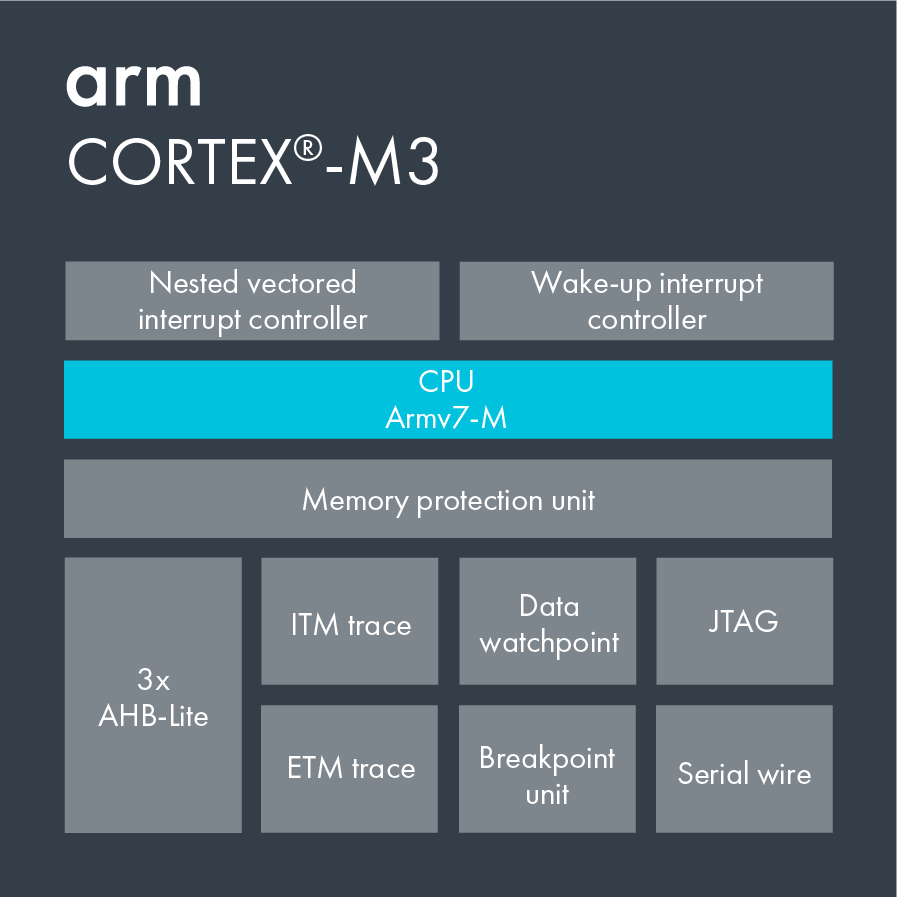 arm
CORTEX®-M3
Nested vectored
interrupt controller
Wake-up interrupt
controller
CPU
Armv7-M
Memory protection unit
3x
AHB-Lite
ITM trace
Data
watchpoint
JTAG
ETM trace
Breakpoint
unit
Serial wire